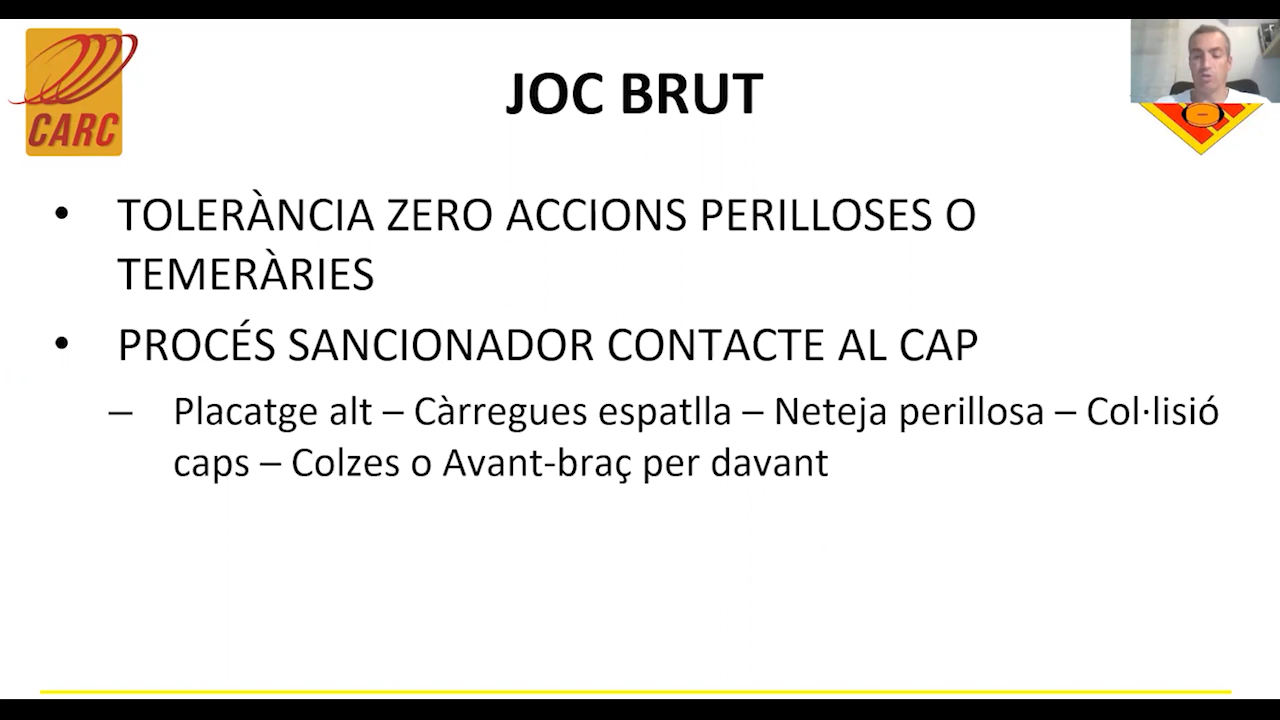 CARC
JOC BRUT
• TOLERÀNCIA ZERO ACCIONS PERILLOSES O
TEMERÀRIES
• PROCÉS SANCIONADOR CONTACTE AL CAP
– Placatge alt – Càrregues espatlla – Neteja perillosa – Col·lisió
caps – Colzes o Avant-braç per davant